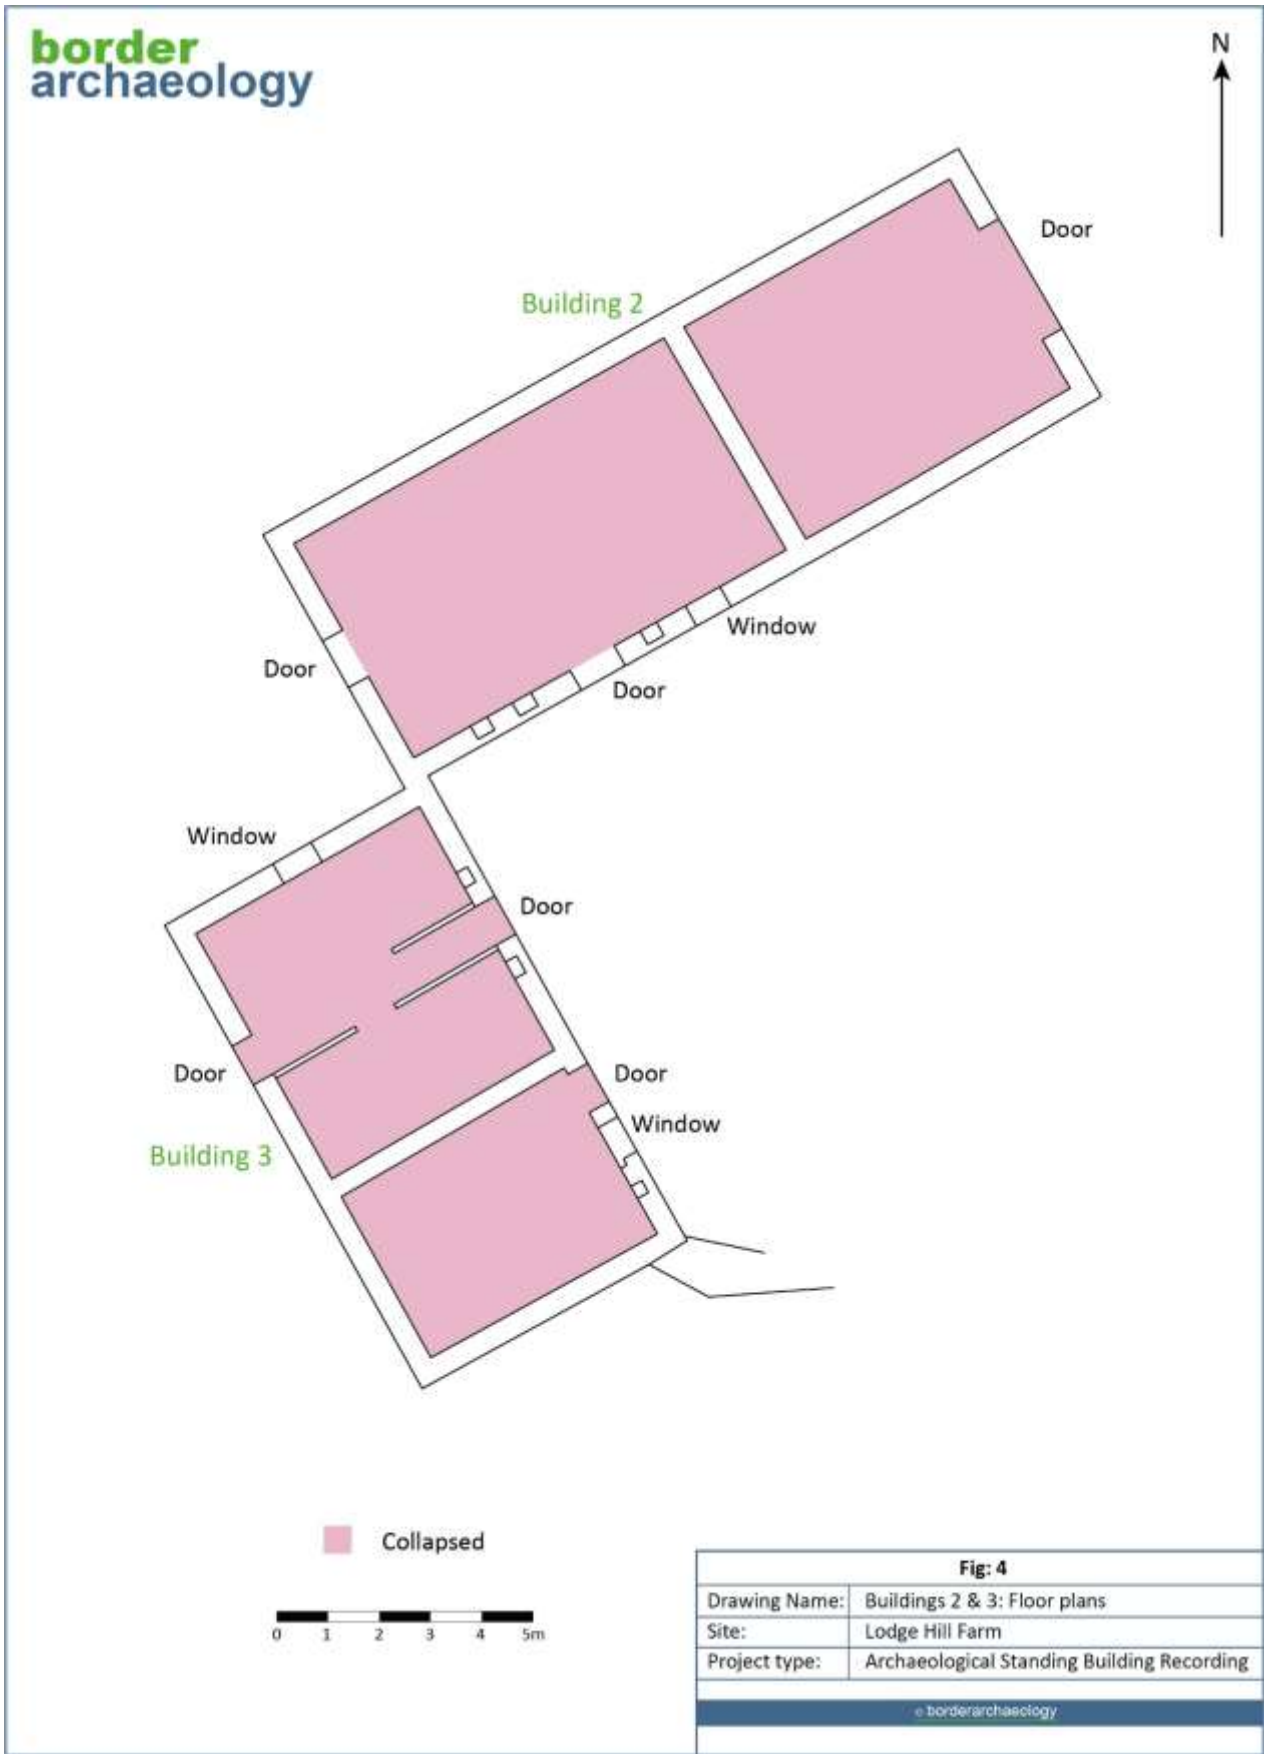 border
archaeology
N
Door
Building 2
Window
Door
Door
Window
Door
Door
Door
Window
Building 3
Collapsed
0 1 2 3 4 5m
Fig: 4
Drawing Name: Buildings 2 & 3: Floor plans
Site: Lodge Hill Farm
Project type: Archaeological Standing Building Recording
© borderarchaeology